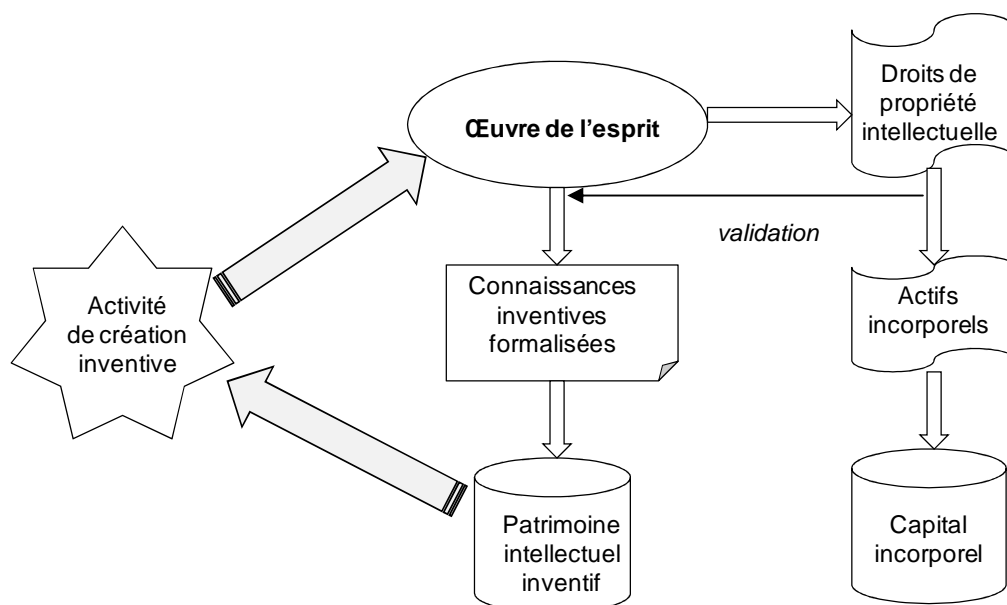 Œuvre de l'esprit
Droits de
propriété
intellectuelle
validation
Activité
de création
inventive
Connaissances
inventives
formalisées
Actifs
incorporels
Patrimoine
intellectuel
inventif
Capital
incorporel